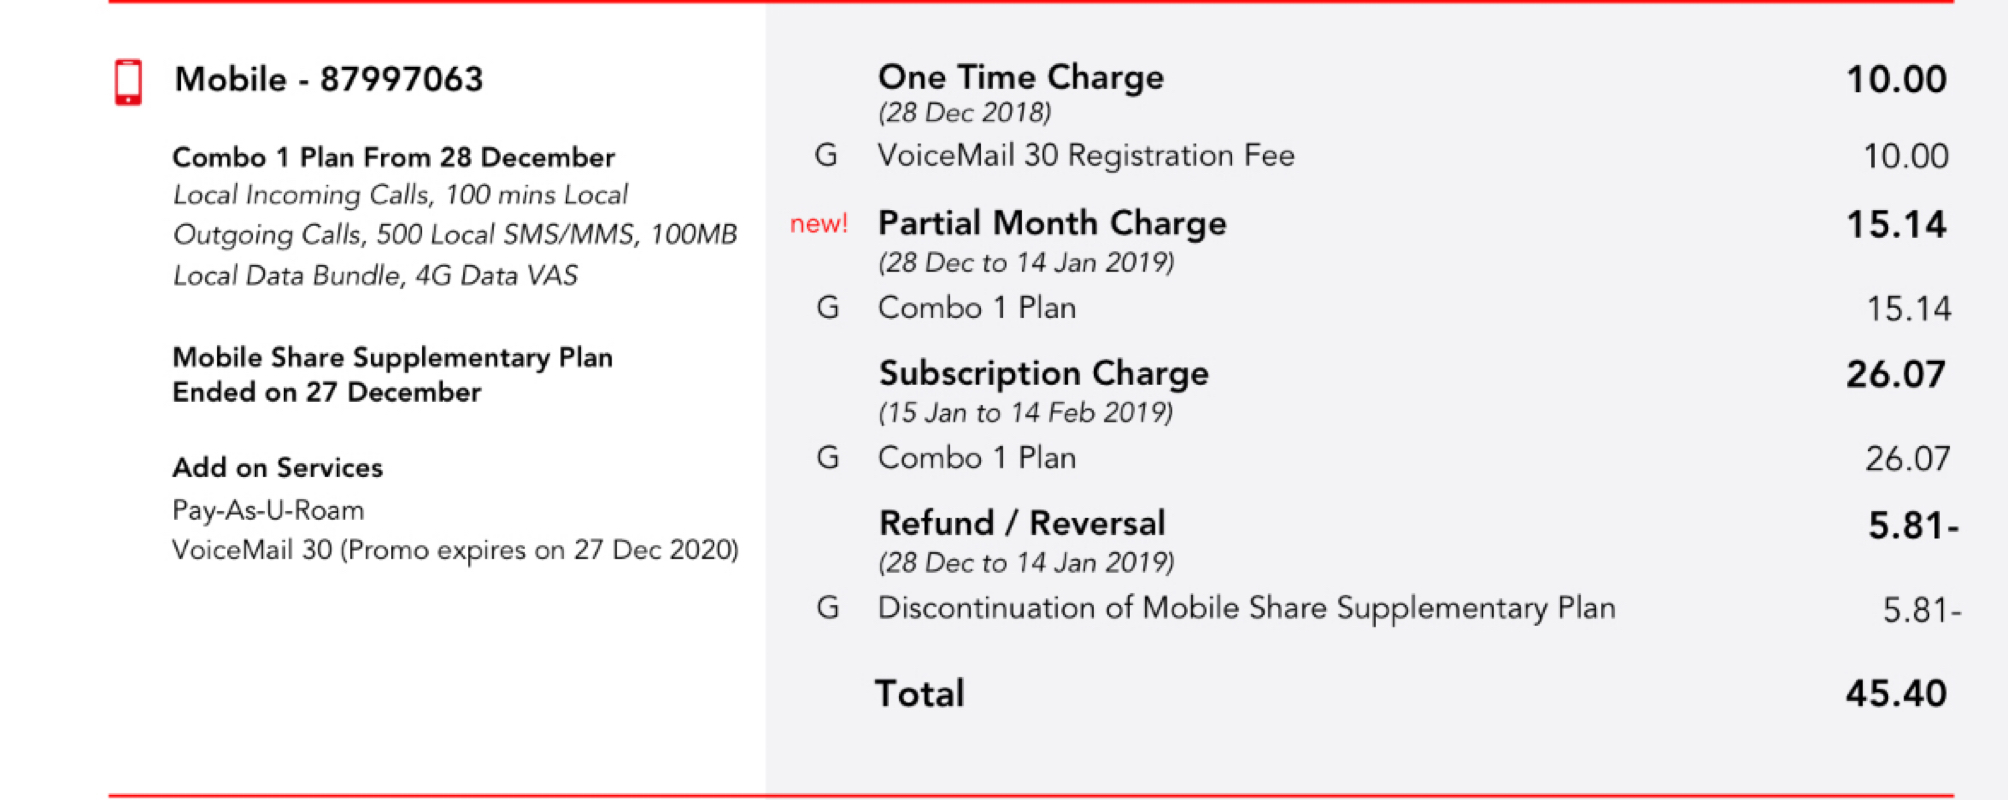 Mobile - 87997063
Combo 1 Plan From 28 December
Local Incoming Calls, 100 mins Local
Outgoing Calls, 500 Local SMS/MMS, 100MB
Local Data Bundle, 4G Data VAS
Mobile Share Supplementary Plan
Ended on 27 December
Add on Services
Pay-As-U-Roam
VoiceMail 30 (Promo expires on 27 Dec 2020)
One Time Charge 10.00
(28 Dec 2018)
G VoiceMail 30 Registration Fee 10.00
new! Partial Month Charge 15.14
(28 Dec to 14 Jan 2019)
G Combo 1 Plan 15.14
Subscription Charge 26.07
(15 Jan to 14 Feb 2019)
G Combo 1 Plan 26.07
Refund / Reversal 5.81-
(28 Dec to 14 Jan 2019)
G Discontinuation of Mobile Share Supplementary Plan 5.81-
Total 45.40